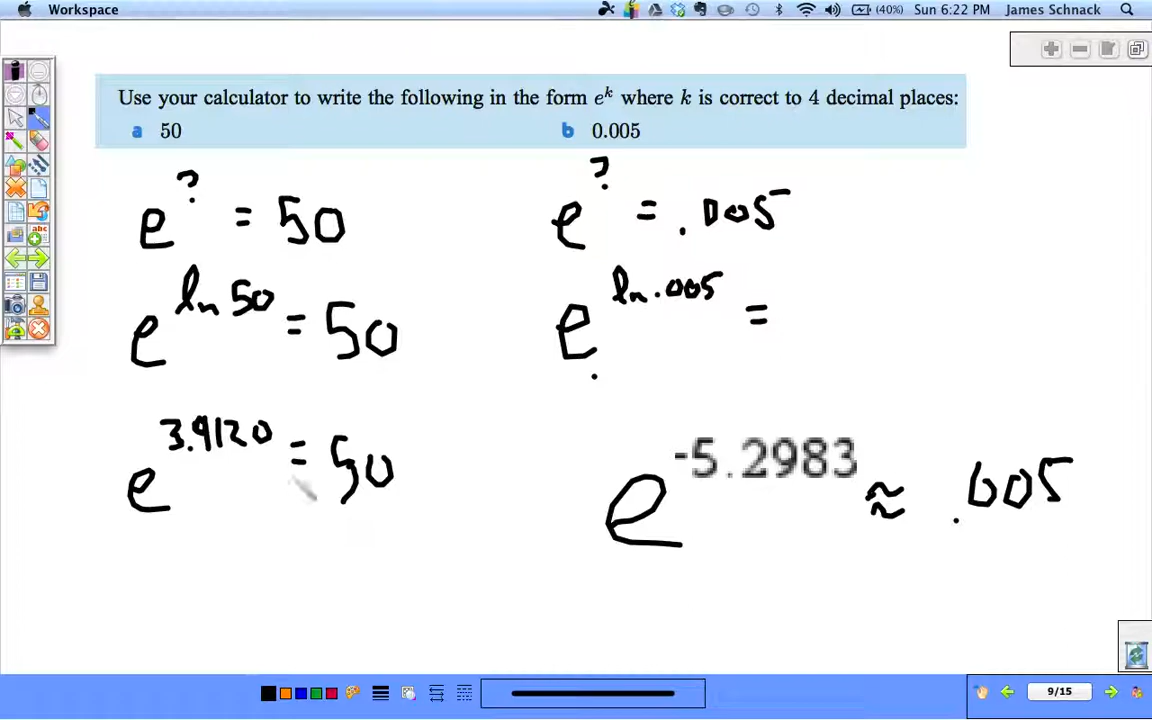 Workspace (40%) Sun 6:22 PM James Schnack
Use your calculator to write the following in the form e^k where k is correct to 4 decimal places:
a 50 b 0.005
e^? = 50
e^ln 50 = 50
e^3.9120 = 50
e^? = .005
e^ln .005 =
e^-5.2983 ≈ .005
9/15